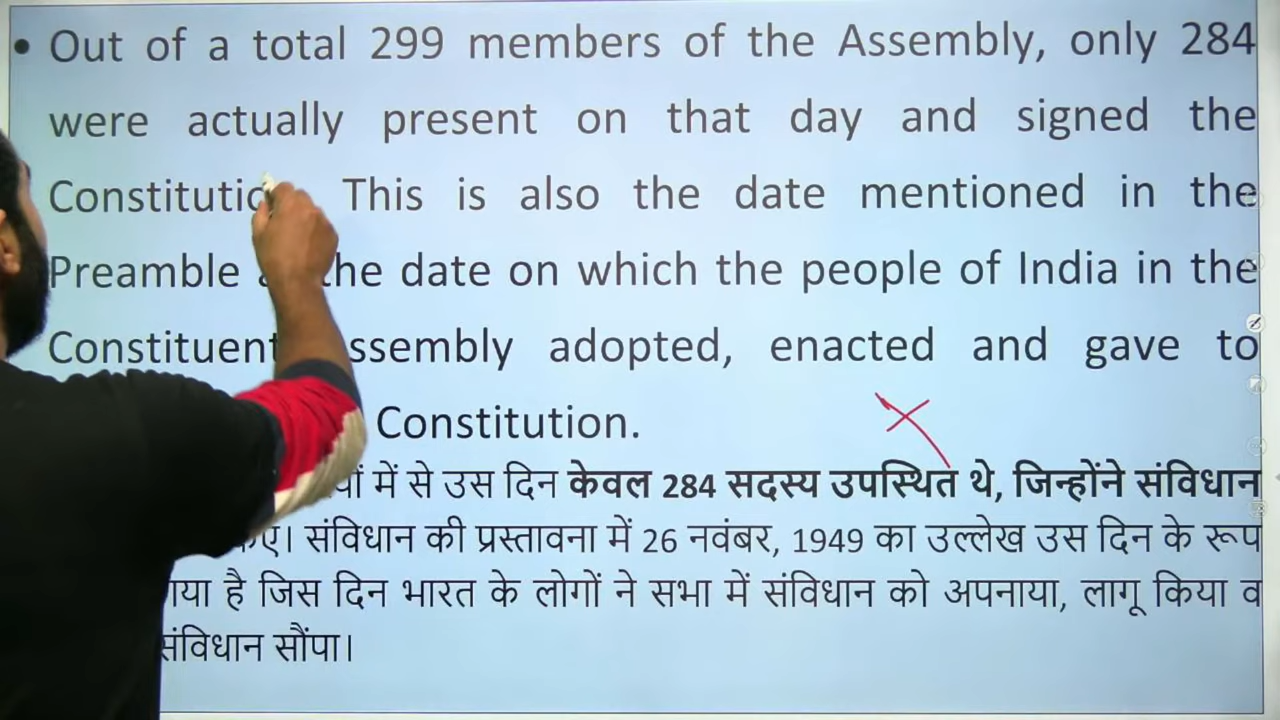 • Out of a total 299 members of the Assembly, only 284
were actually present on that day and signed the
This is also the date mentioned in the
Preamble the date on which the people of India in the
Constituent adopted, enacted and gave to
Constitution.
में से उस दिन केवल 284 सदस्य उपस्थित थे, जिन्होंने संविधान
संविधान की प्रस्तावना में 26 नवंबर, 1949 का उल्लेख उस दिन के रूप
है जिस दिन भारत के लोगों ने सभा में संविधान को अपनाया, लागू किया व
संविधान सौंपा।